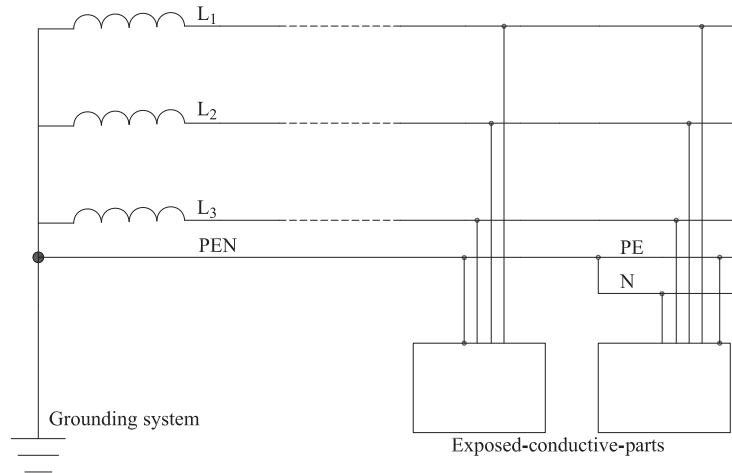 L1
L2
L3
PEN
PE
N
Grounding system
Exposed-conductive-parts